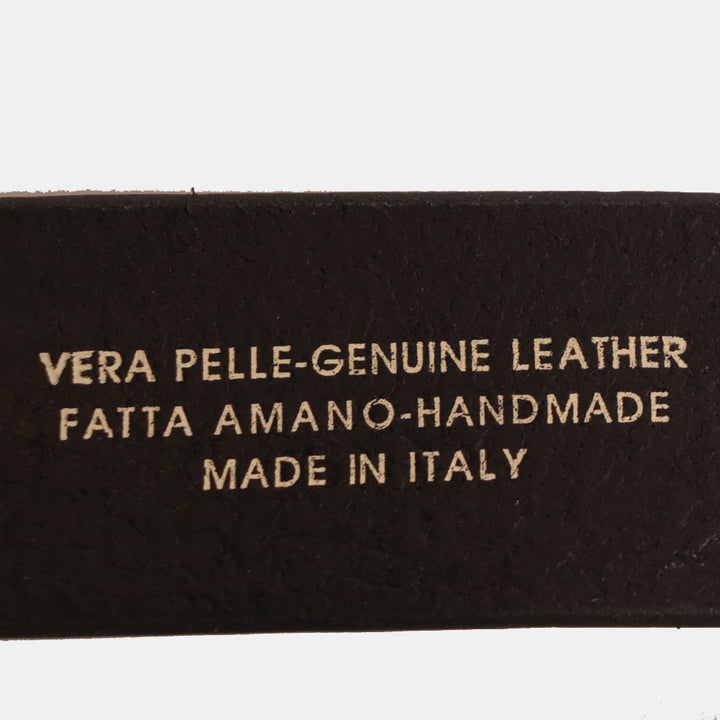 VERA PELLE-GENUINE LEATHER
FATTA AMANO-HANDMADE
MADE IN ITALY